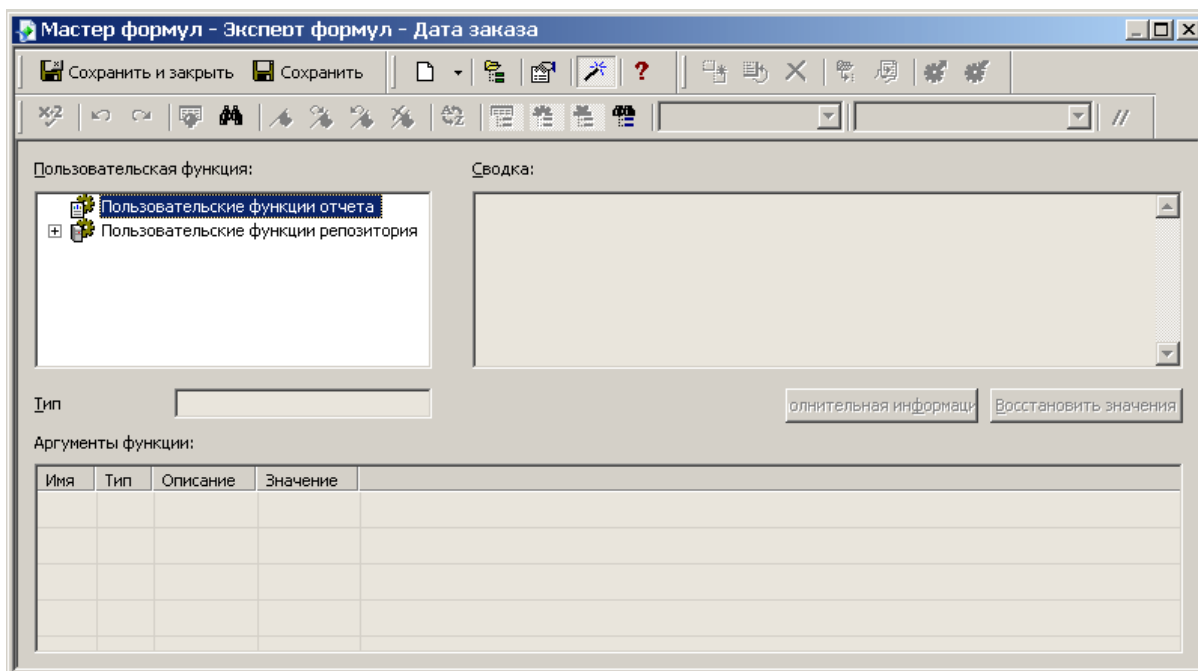 Мастер формул - Эксперт формул - Дата заказа
Сохранить и закрыть Сохранить
Пользовательская функция: Сводка:
Пользовательские функции отчета
Пользовательские функции репозитория
Тип олнительная информаци Восстановить значения
Аргументы функции:
Имя Тип Описание Значение